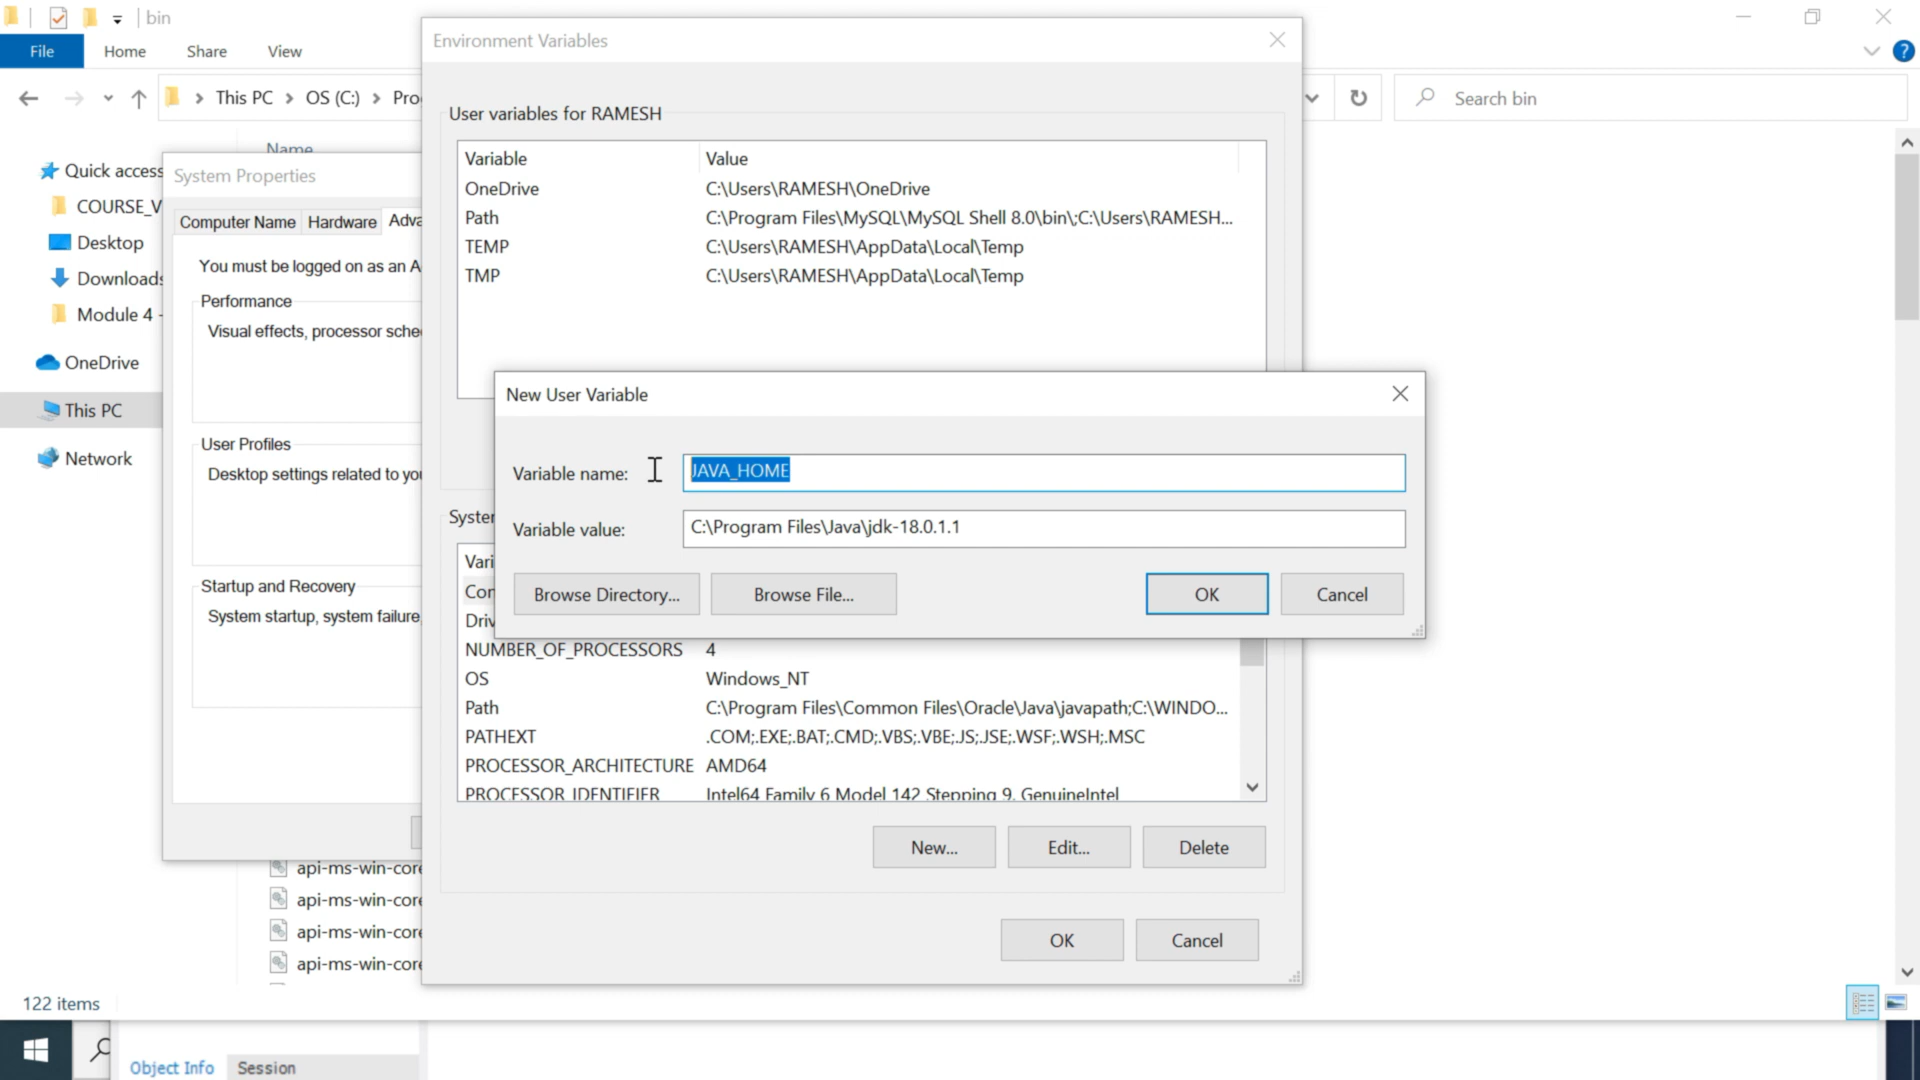 bin
File Home Share View
This PC > OS (C:) > Pro
Search bin
Name
Quick access
COURSE_V
Desktop
Downloads
Module 4 -
OneDrive
This PC
Network
System Properties
Computer Name Hardware Adva
You must be logged on as an A
Performance
Visual effects, processor sche
User Profiles
Desktop settings related to you
Startup and Recovery
System startup, system failure,
Environment Variables
User variables for RAMESH
Variable Value
OneDrive C:\Users\RAMESH\OneDrive
Path C:\Program Files\MySQL\MySQL Shell 8.0\bin\;C:\Users\RAMESH...
TEMP C:\Users\RAMESH\AppData\Local\Temp
TMP C:\Users\RAMESH\AppData\Local\Temp
New User Variable
Variable name: JAVA_HOME
Variable value: C:\Program Files\Java\jdk-18.0.1.1
Browse Directory... Browse File... OK Cancel
System
Vari
Con
Driv
NUMBER_OF_PROCESSORS 4
OS Windows_NT
Path C:\Program Files\Common Files\Oracle\Java\javapath;C:\WINDO...
PATHEXT .COM;.EXE;.BAT;.CMD;.VBS;.VBE;.JS;.JSE;.WSF;.WSH;.MSC
PROCESSOR_ARCHITECTURE AMD64
PROCESSOR_IDENTIFIER Intel64 Family 6 Model 142 Stepping 9, GenuineIntel
New... Edit... Delete
OK Cancel
api-ms-win-core
api-ms-win-core
api-ms-win-core
api-ms-win-core
122 items
Object Info Session